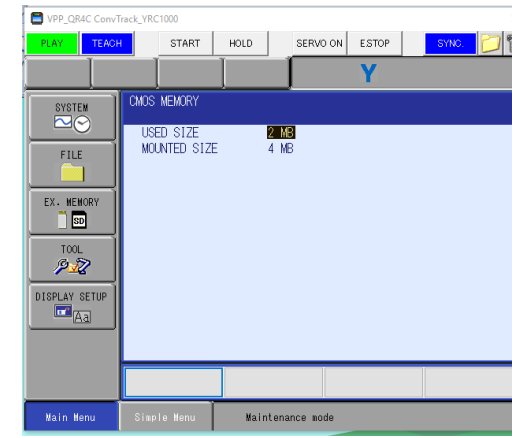 VPP_QR4C ConvTrack_YRC1000
PLAY TEACH START HOLD SERVO ON E.STOP SYNC.
Y
SYSTEM
FILE
EX. MEMORY
SD
TOOL
DISPLAY SETUP
Aa
CMOS MEMORY
USED SIZE 2 MB
MOUNTED SIZE 4 MB
Main Menu Simple Menu Maintenance mode